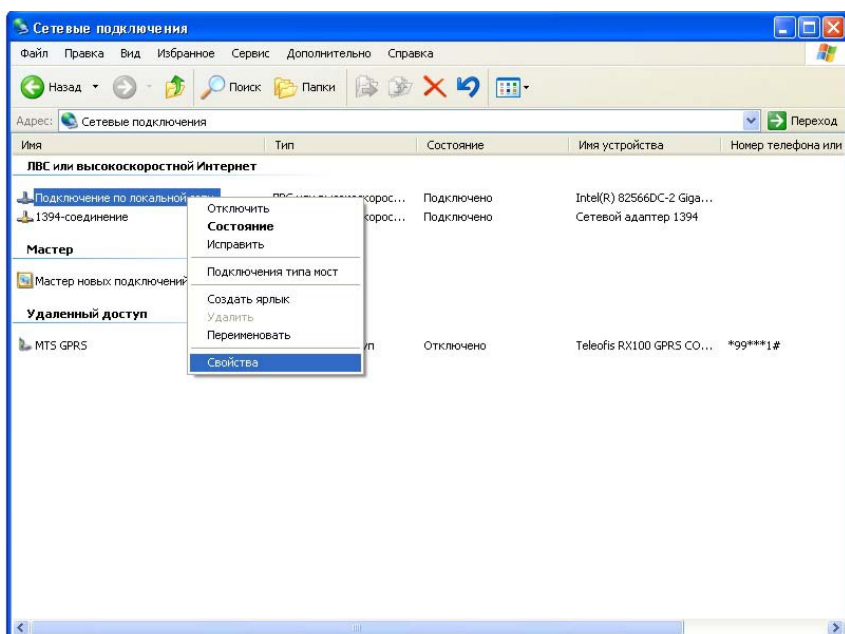 Сетевые подключения
Файл Правка Вид Избранное Сервис Дополнительно Справка
Назад Поиск Папки
Адрес: Сетевые подключения Переход
Имя Тип Состояние Имя устройства Номер телефона или
ЛВС или высокоскоростной Интернет
Подключение по локальной Подключено Intel(R) 82566DC-2 Giga...
1394-соединение корос... Подключено Сетевой адаптер 1394
Отключить
Состояние
Исправить
Подключения типа мост
Создать ярлык
Удалить
Переименовать
Свойства
Мастер
Мастер новых подключений
Удаленный доступ
MTS GPRS уп Отключено Teleofis RX100 GPRS CO... *99***1#